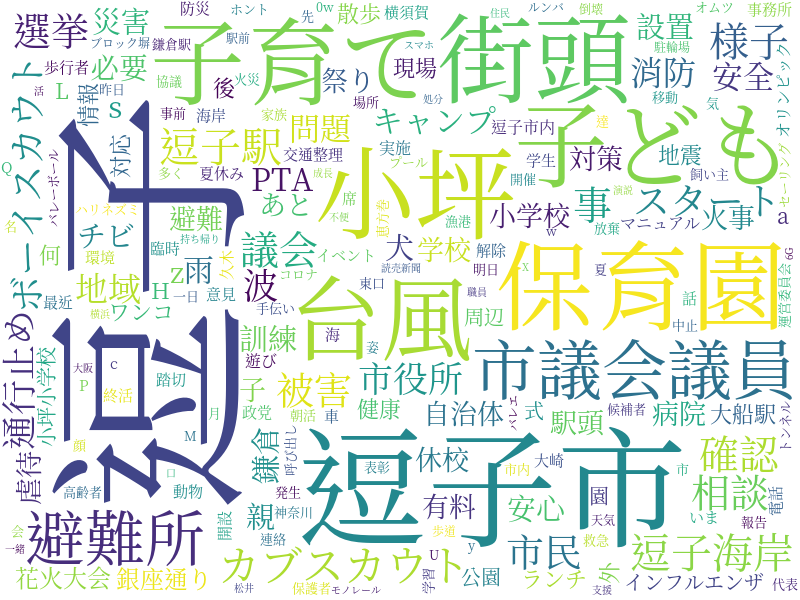 選挙
災害
防災
ホント
先
0w
散歩
横須賀
オムツ
事務所
ルンバ
倒壊
住民
ブロック塀
鎌倉駅
駅前
スマホ
駐輪場
歩行者
必要
子育て
街頭
設置
様子
火災
協議
後
祭り
現場
消防
安全
移動
気
オリンピック
L
s
活
昨日
情報
事前
海岸
家族
場所
処分
キャンプ
子ども
逗子
ボーイスカウト
バレーボール
対応
逗子駅
問題
交通整理
逗子市内
実施
プール
達
地震
学生
対策
飼い主
セーリング
Q
多く
夏休み
成長
PTA
小坪
開催
演説
名
ハリネズミ
避難
あと
席
不便
恵方巻
漁港
小学校
事
スタート
放棄
w
マニュアル
火事
a
何
チビ
持ち帰り
臨時
環境
議会
イベント
犬
学校
解除
久木
コロナ
読売新聞
x
夏
6G
運営委員会
最近
地域
Z
雨
波
H
一日
意見
東口
明日
職員
話
横浜
ワンコ
手伝い
台風
周辺
中止
保育園
通行止め
訓練
海
姿
小坪小学校
大阪
c
踏切
遊び
市役所
市議会議員
P
終活
子
被害
政党
朝活
車
健康
自治体
式
バレエ
候補者
駅頭
病院
大船駅
トンネル
月
顔
M
呼び出し
虐待
口
鎌倉
表彰
休校
大崎
市内
市
確認
高齢者
動物
発生
神奈川
逗子市
有料
安心
園
天気
いま
相談
電話
避難所
開設
親
連絡
歩道
y
救急
報告
会
一緒
市民
外
逗子海岸
花火大会
銀座通り
カブスカウト
U
学習
公園
ランチ
インフルエンザ
代表
松井
保護者
モノレール
支援